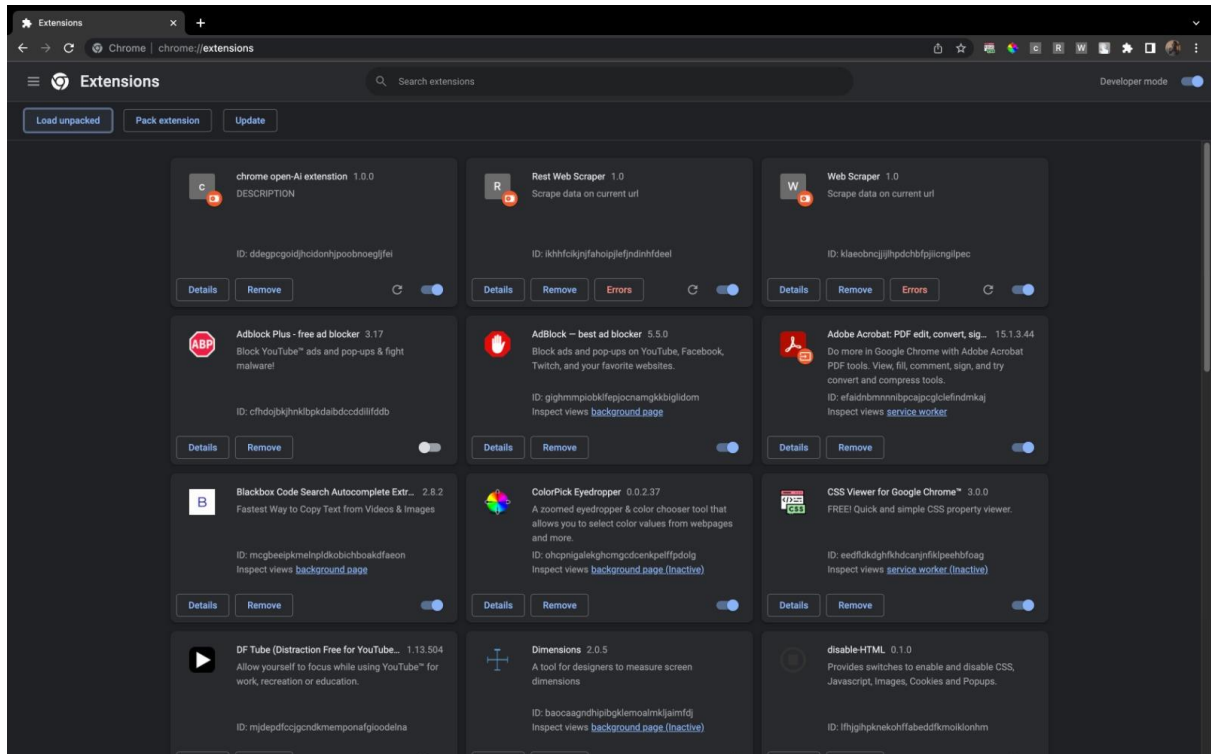 Extensions
Chrome | chrome://extensions
C R W
Extensions
Search extensions
Developer mode
Load unpacked
Pack extension
Update
C
chrome open-Ai extenstion 1.0.0
DESCRIPTION
ID: ddegpcgoidjhcidonhjpoobnoegljfei
Details Remove
R
Rest Web Scraper 1.0
Scrape data on current url
ID: ikhhfcikjnjfahoipjlefjndinhfdeel
Details Remove Errors
W
Web Scraper 1.0
Scrape data on current url
ID: klaeobncjjijlhpdchbfpjiicngilpec
Details Remove Errors
ABP
Adblock Plus - free ad blocker 3.17
Block YouTube™ ads and pop-ups & fight
malware!
ID: cfhdojbkjhnklbpkdaibdccddilifddb
Details Remove
AdBlock — best ad blocker 5.5.0
Block ads and pop-ups on YouTube, Facebook,
Twitch, and your favorite websites.
ID: gighmmpiobklfepjocnamgkkbiglidom
Inspect views background page
Details Remove
Adobe Acrobat: PDF edit, convert, sig... 15.1.3.44
Do more in Google Chrome with Adobe Acrobat
PDF tools. View, fill, comment, sign, and try
convert and compress tools.
ID: efaidnbmnnnibpcajpcglclefindmkaj
Inspect views service worker
Details Remove
B
Blackbox Code Search Autocomplete Extr... 2.8.2
Fastest Way to Copy Text from Videos & Images
ID: mcgbeeipkmelnpldkobichboakdfaeon
Inspect views background page
Details Remove
ColorPick Eyedropper 0.0.2.37
A zoomed eyedropper & color chooser tool that
allows you to select color values from webpages
and more.
ID: ohcpnigalekghcmgcdcenkpelffpdolg
Inspect views background page (Inactive)
Details Remove
CSS
CSS Viewer for Google Chrome™ 3.0.0
FREE! Quick and simple CSS property viewer.
ID: eedfldkdghfkhdcanjnfiklpeehbfoag
Inspect views service worker (Inactive)
Details Remove
DF Tube (Distraction Free for YouTube... 1.13.504
Allow yourself to focus while using YouTube™ for
work, recreation or education.
ID: mjdepdfccjgcndkmemponafgioodelna
Dimensions 2.0.5
A tool for designers to measure screen
dimensions
ID: baocaagndhipibgklemoalmkljaimfdj
Inspect views background page (Inactive)
disable-HTML 0.1.0
Provides switches to enable and disable CSS,
Javascript, Images, Cookies and Popups.
ID: lfhjgihpknekohffabeddfkmoiklonhm